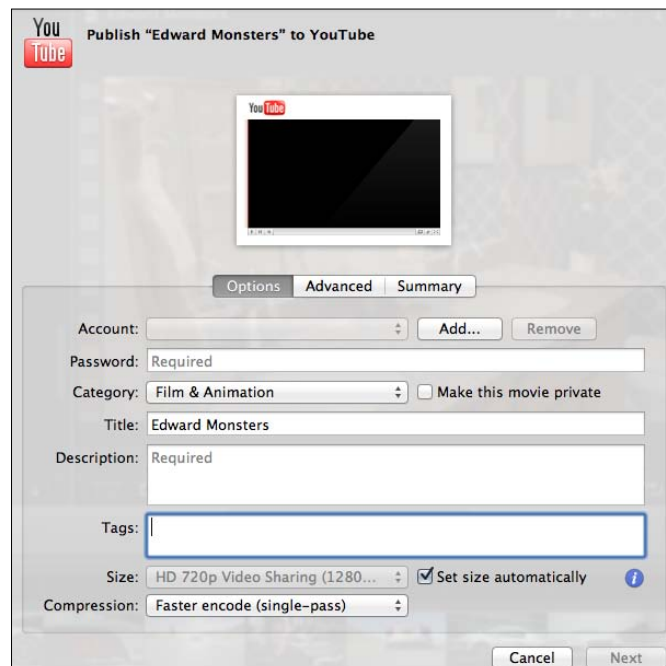 You
Tube
Publish “Edward Monsters” to YouTube
You Tube
Options Advanced Summary
Account: Add... Remove
Password: Required
Category: Film & Animation Make this movie private
Title: Edward Monsters
Description: Required
Tags:
Size: HD 720p Video Sharing (1280... Set size automatically i
Compression: Faster encode (single-pass)
Cancel Next